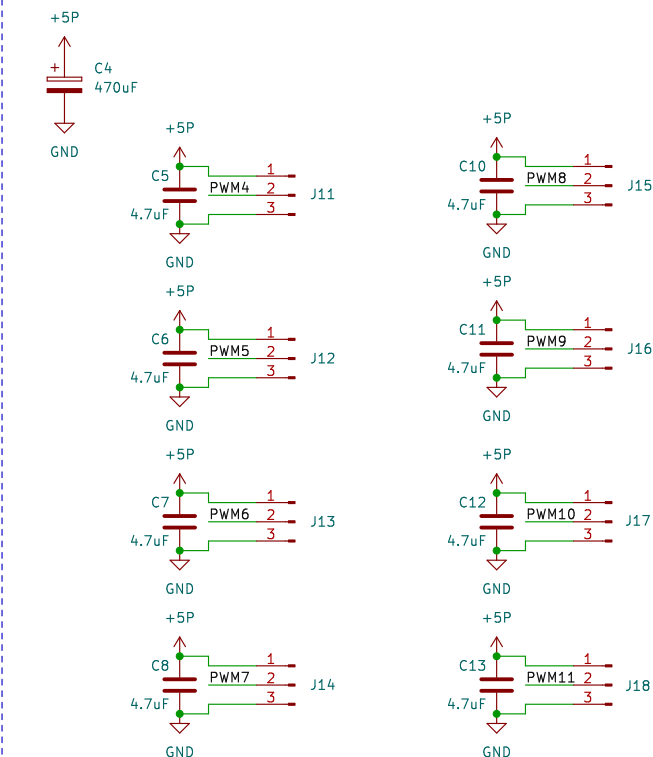 +5P
+
C4
470uF
GND
+5P
C5
4.7uF
GND
PWM4
1
2
3
J11
+5P
C6
4.7uF
GND
PWM5
1
2
3
J12
+5P
C7
4.7uF
GND
PWM6
1
2
3
J13
+5P
C8
4.7uF
GND
PWM7
1
2
3
J14
+5P
C10
4.7uF
GND
PWM8
1
2
3
J15
+5P
C11
4.7uF
GND
PWM9
1
2
3
J16
+5P
C12
4.7uF
GND
PWM10
1
2
3
J17
+5P
C13
4.7uF
GND
PWM11
1
2
3
J18